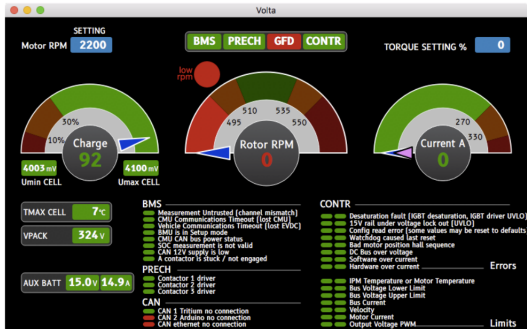 Volta
SETTING
Motor RPM 2200
BMS PRECH GFD CONTR
TORQUE SETTING % 0
low rpm
10%
30%
Charge
92
4003 mV
4100 mV
Umin CELL
Umax CELL
495
510
535
550
Rotor RPM
0
270
330
Current A
0
TMAX CELL 7°C
VPACK 324 V
AUX BATT 15.0 V 14.9 A
BMS
Measurement Untrusted (channel mismatch)
CMU Communications Timeout (lost CMU)
Vehicle Communications Timeout (lost EVDC)
BMU is in Setup mode
CMU CAN bus power status
SOC measurement is not valid
CAN 12V supply is low
A contactor is stuck / not engaged
PRECH
Contactor 1 driver
Contactor 2 driver
Contactor 3 driver
CAN
CAN 1 Tritium no connection
CAN 2 Arduino no connection
CAN ethernet no connection
CONTR
Desaturation fault (IGBT desaturation, IGBT driver UVLO)
15V rail under voltage lock out (UVLO)
Config read error (some values may be reset to defaults)
Watchdog caused last reset
Bad motor position hall sequence
DC Bus over voltage
Software over current
Hardware over current
Errors
IPM Temperature or Motor Temperature
Bus Voltage Lower Limit
Bus Voltage Upper Limit
Bus Current
Velocity
Motor Current
Output Voltage PWM
Limits